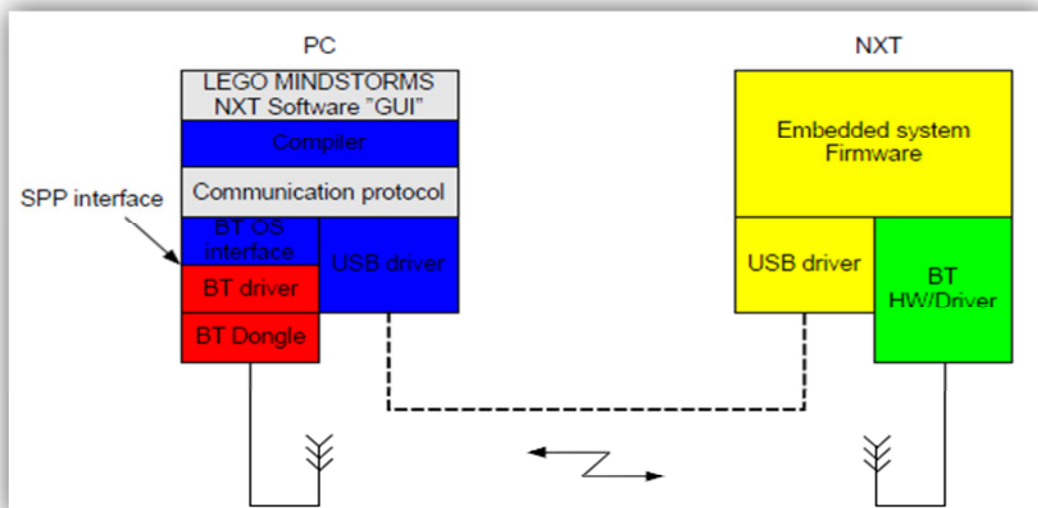 PC
NXT
LEGO MINDSTORMS
NXT Software "GUI"
Compiler
Communication protocol
SPP interface
BT OS
interface
USB driver
BT driver
BT Dongle
Embedded system
Firmware
USB driver
BT
HW/Driver